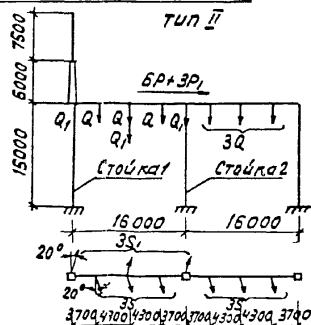 тип II
7500
6000
15000
6P+3P₁
Q₁ Q Q Q Q₁
Q₁
3Q
Стойка1 Стойка2
16000 16000
20°
3S₁
20°
3S 3S
3700 4300 4300 3700 3700 4300 4300 3700